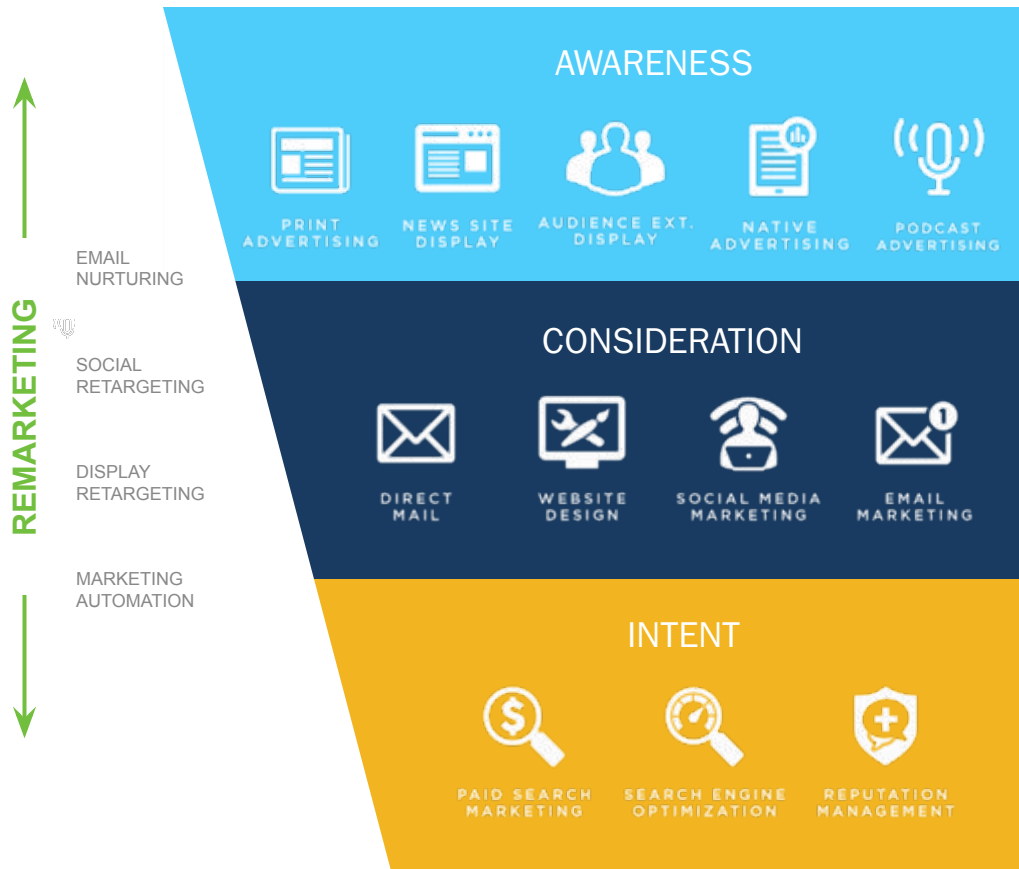 AWARENESS
PRINT
ADVERTISING
NEWS SITE
DISPLAY
AUDIENCE EXT.
DISPLAY
NATIVE
ADVERTISING
PODCAST
ADVERTISING
REMARKETING
EMAIL
NURTURING
SOCIAL
RETARGETING
DISPLAY
RETARGETING
MARKETING
AUTOMATION
CONSIDERATION
DIRECT
MAIL
WEBSITE
DESIGN
SOCIAL MEDIA
MARKETING
1
EMAIL
MARKETING
INTENT
$
PAID SEARCH
MARKETING
SEARCH ENGINE
OPTIMIZATION
REPUTATION
MANAGEMENT